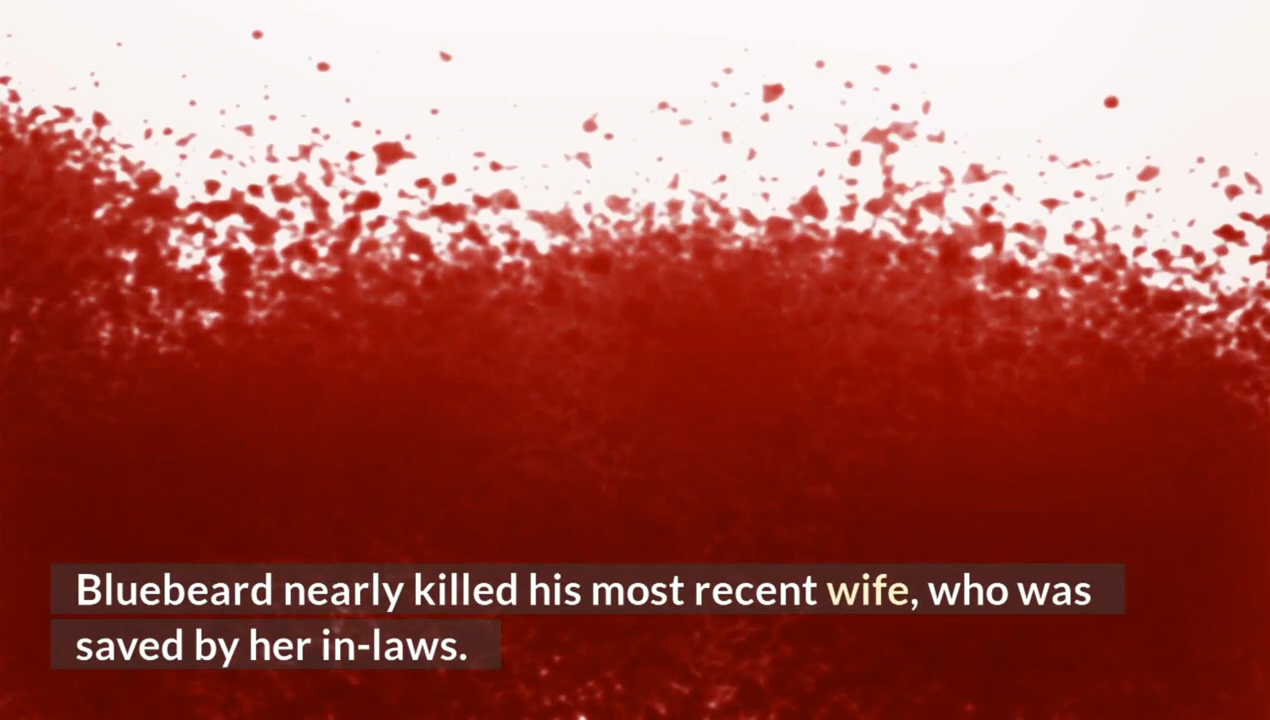 Bluebeard nearly killed his most recent wife, who was
saved by her in-laws.